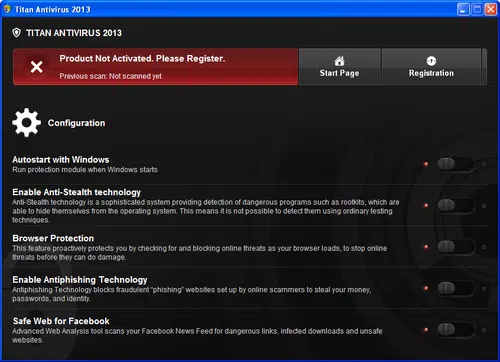 Titan Antivirus 2013
TITAN ANTIVIRUS 2013
Product Not Activated. Please Register.
Previous scan: Not scanned yet
Start Page
Registration
Configuration
Autostart with Windows
Run protection module when Windows starts
Enable Anti-Stealth technology
Anti-Stealth technology is a sophisticated system providing detection of dangerous programs such as rootkits, which are
able to hide themselves from the operating system. This means it is not possible to detect them using ordinary testing
techniques.
Browser Protection
This feature proactively protects you by checking for and blocking online threats as your browser loads, to stop online
threats before they can do damage.
Enable Antiphishing Technology
Antiphishing Technology blocks fraudulent "phishing" websites set up by online scammers to steal your money,
passwords, and identity.
Safe Web for Facebook
Advanced Web Analysis tool scans your Facebook News Feed for dangerous links, infected downloads and unsafe
websites.